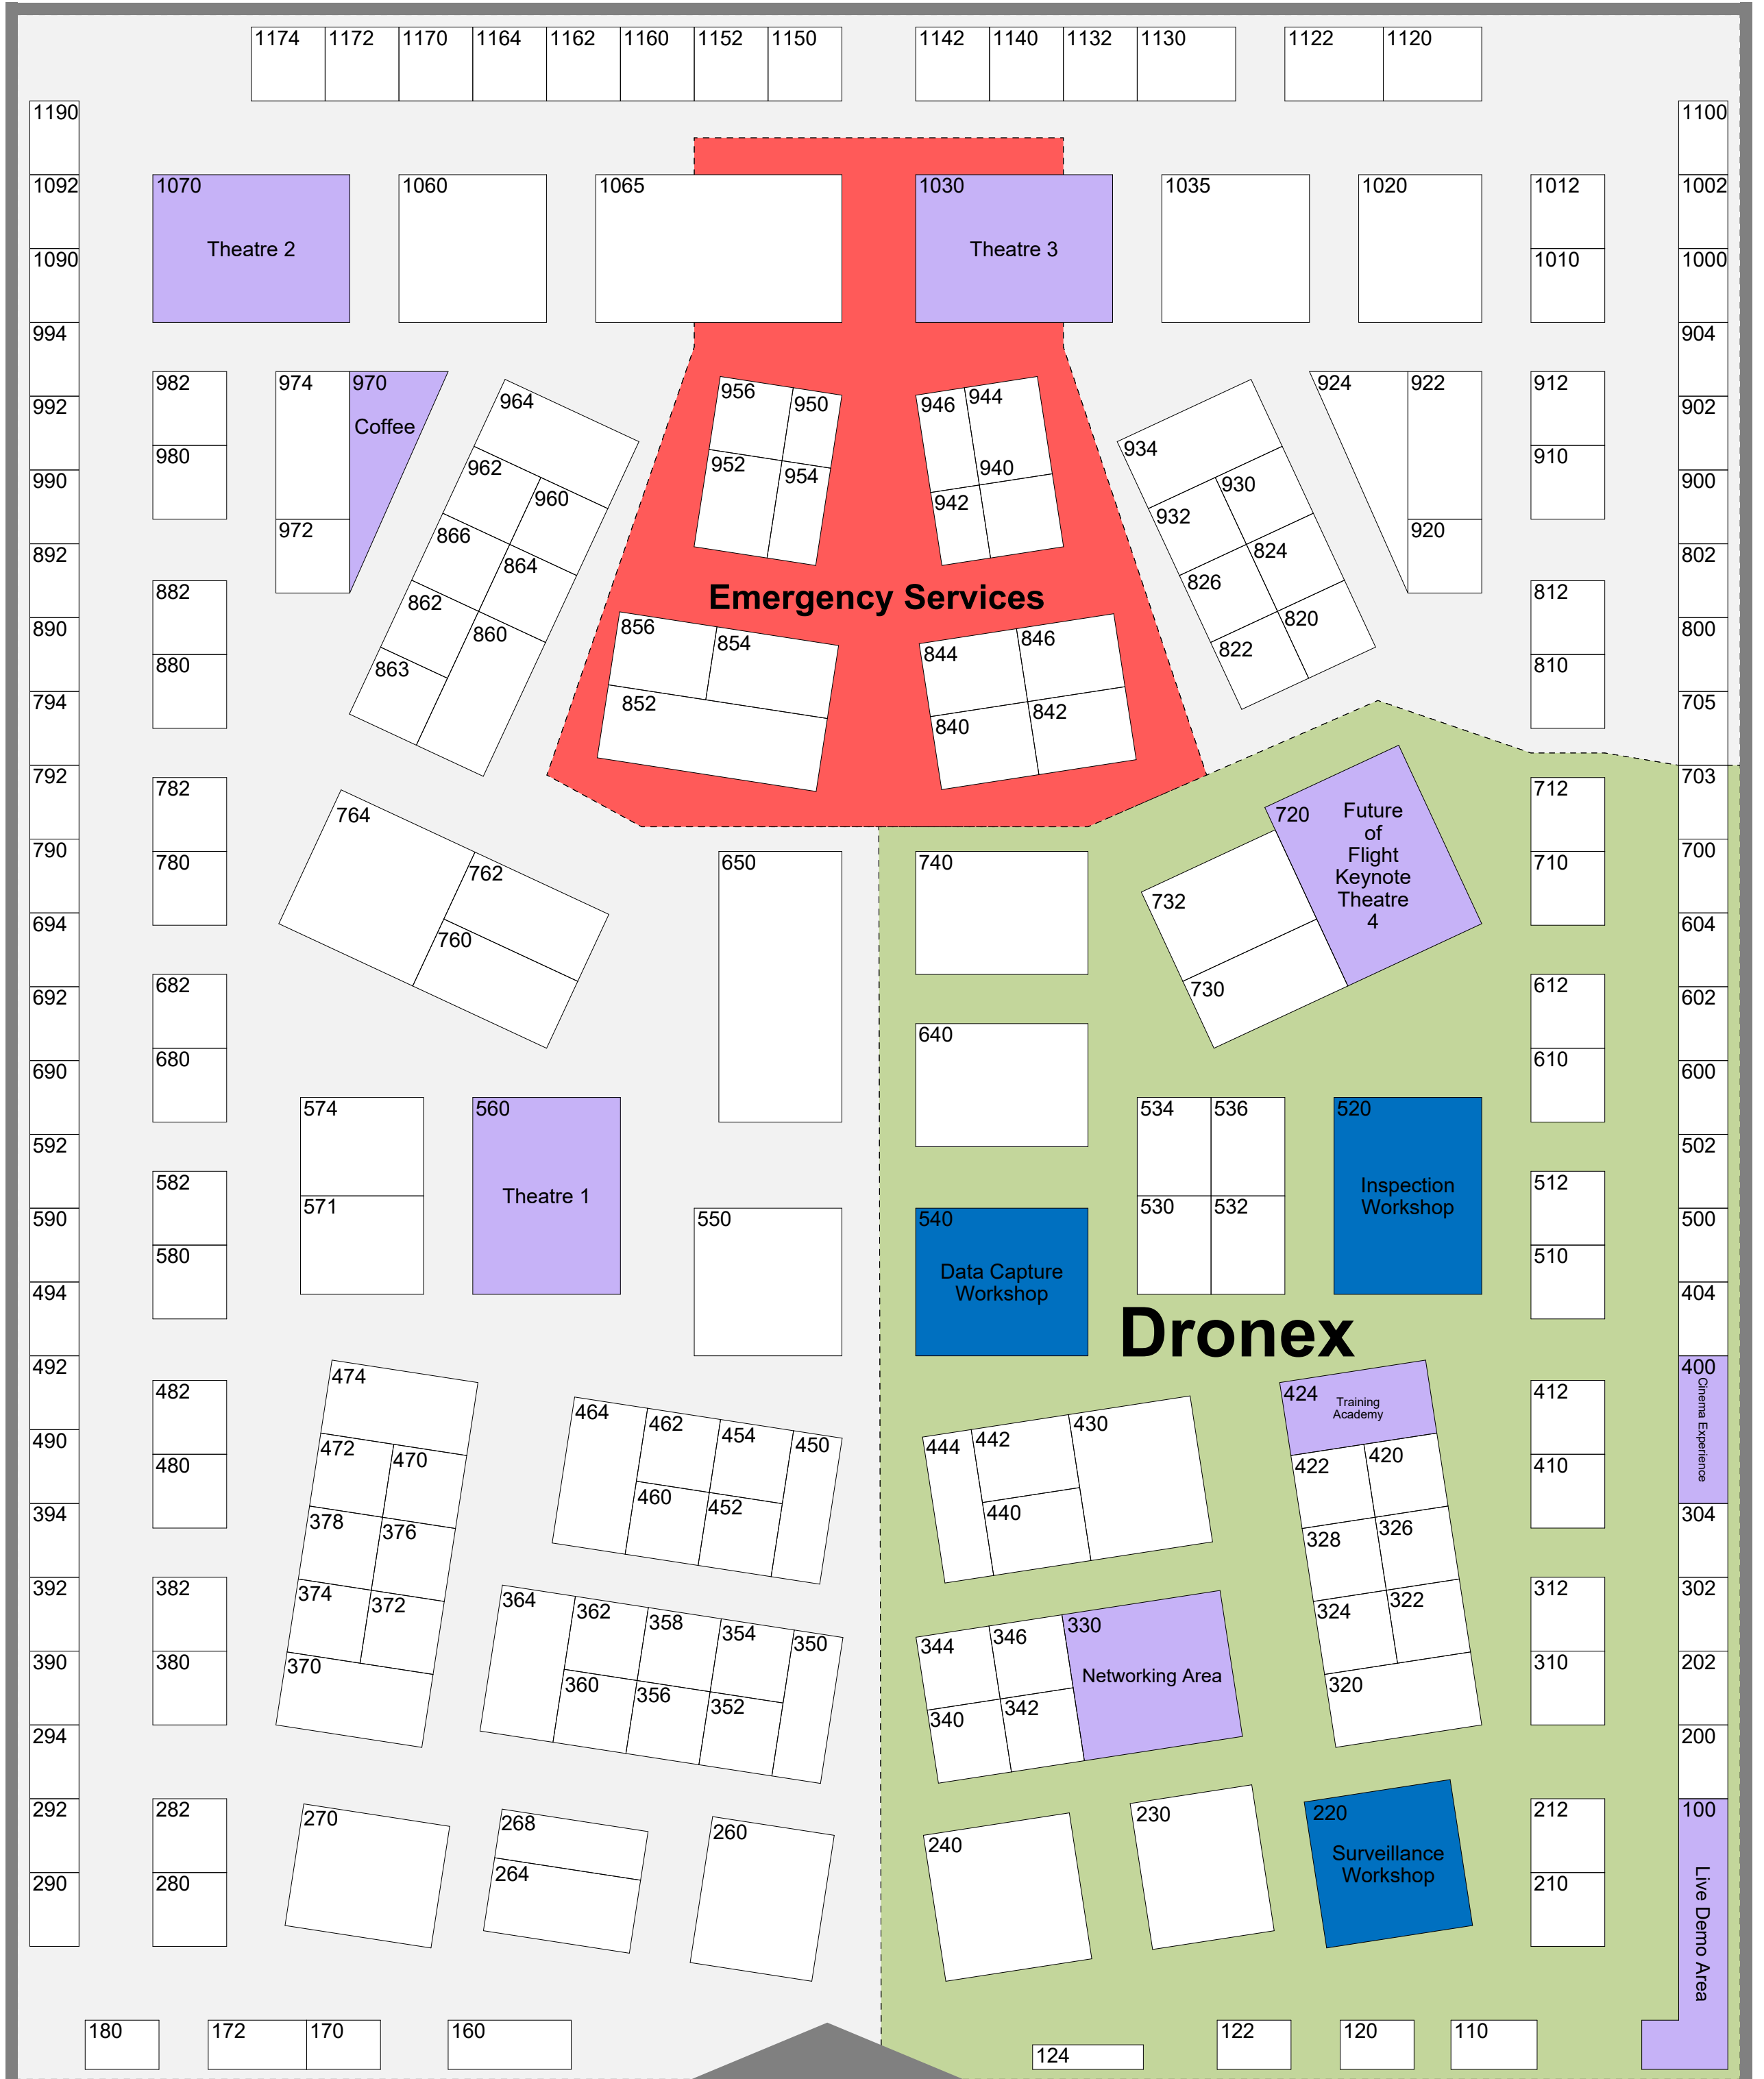 1174 1172 1170 1164 1162 1160 1152 1150 1142 1140 1132 1130 1122 1120
1190 1100
1092 1070 1060 1065 1030 1035 1020 1012 1002
Theatre 2 Theatre 3
1090 1010 1000
994 904
982 974 970 956 950 946 944 924 922 912
992 964 902
Coffee
980 962 952 954 940 934 910
990 960 942 930 900
972 866 932 920
892 864 824 802
882 862 826 812
Emergency Services
890 860 856 854 844 846 820 800
880 863 822 810
794 852 840 842 705
792 782 712 703
764 720
Future
of
Flight
Keynote
Theatre
4
790 780 762 650 740 732 710 700
694 760 604
692 682 730 612 602
640
690 680 610 600
574 560 534 536 520
592 502
582 512
Theatre 1
Inspection
Workshop
590 571 550 540 530 532 500
580 510
Data Capture
Workshop
494 404
Dronex
492 474 400
Cinema Experience
482 424 412
Training
Academy
464 462 454 450 444 442 430
490 472 470 422 420
480 460 452 440 410
394 378 376 328 326 304
392 382 374 372 364 362 358 354 350 344 346 330 324 322 312 302
Networking Area
390 380 370 360 356 352 340 342 320 310 202
294 200
292 282 270 268 260 240 230 220 212 100
Surveillance
Workshop
290 280 264 210
Live Demo Area
180 172 170 160 124 122 120 110